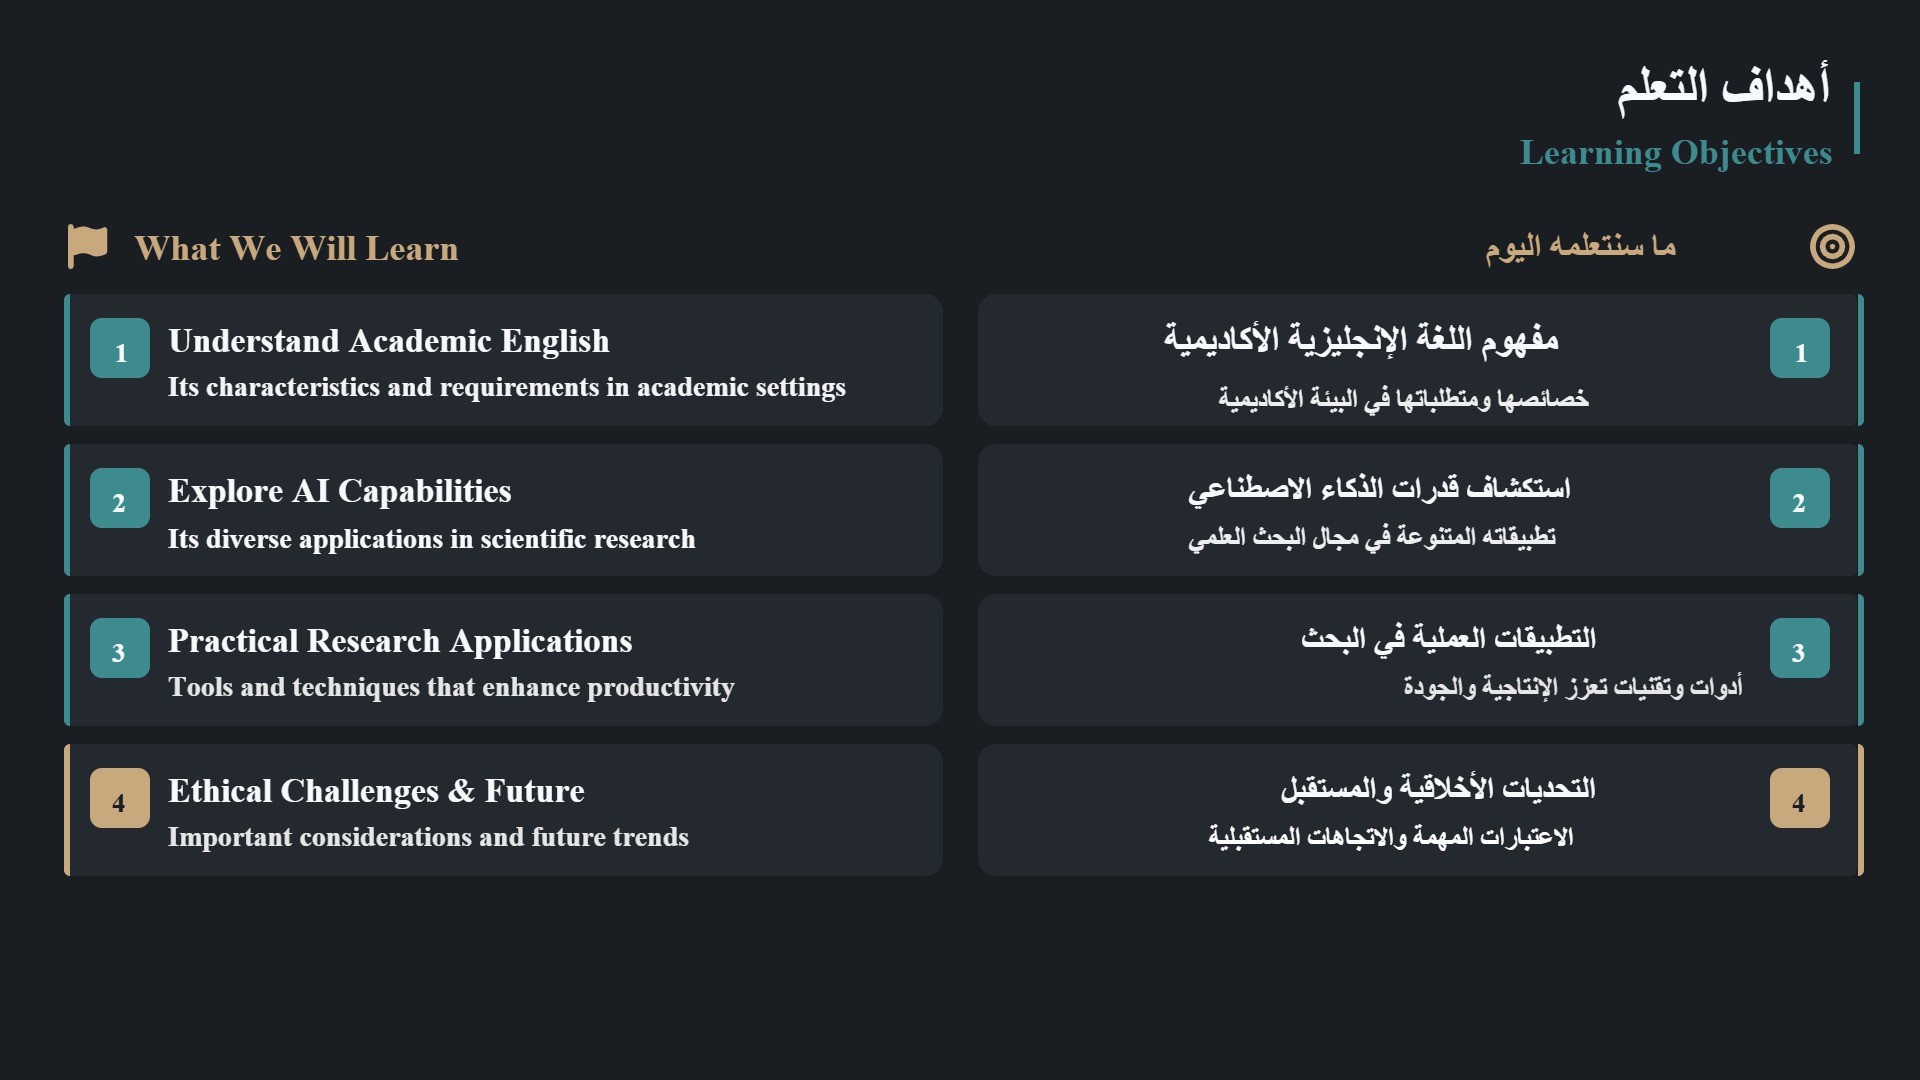 أهداف التعلم
Learning Objectives
What We Will Learn
1
Understand Academic English
Its characteristics and requirements in academic settings
2
Explore AI Capabilities
Its diverse applications in scientific research
3
Practical Research Applications
Tools and techniques that enhance productivity
4
Ethical Challenges & Future
Important considerations and future trends
ما سنتعلمه اليوم
1
مفهوم اللغة الإنجليزية الأكاديمية
خصائصها ومتطلباتها في البيئة الأكاديمية
2
استكشاف قدرات الذكاء الاصطناعي
تطبيقاته المتنوعة في مجال البحث العلمي
3
التطبيقات العملية في البحث
أدوات وتقنيات تعزز الإنتاجية والجودة
4
التحديات الأخلاقية والمستقبل
الاعتبارات المهمة والاتجاهات المستقبلية